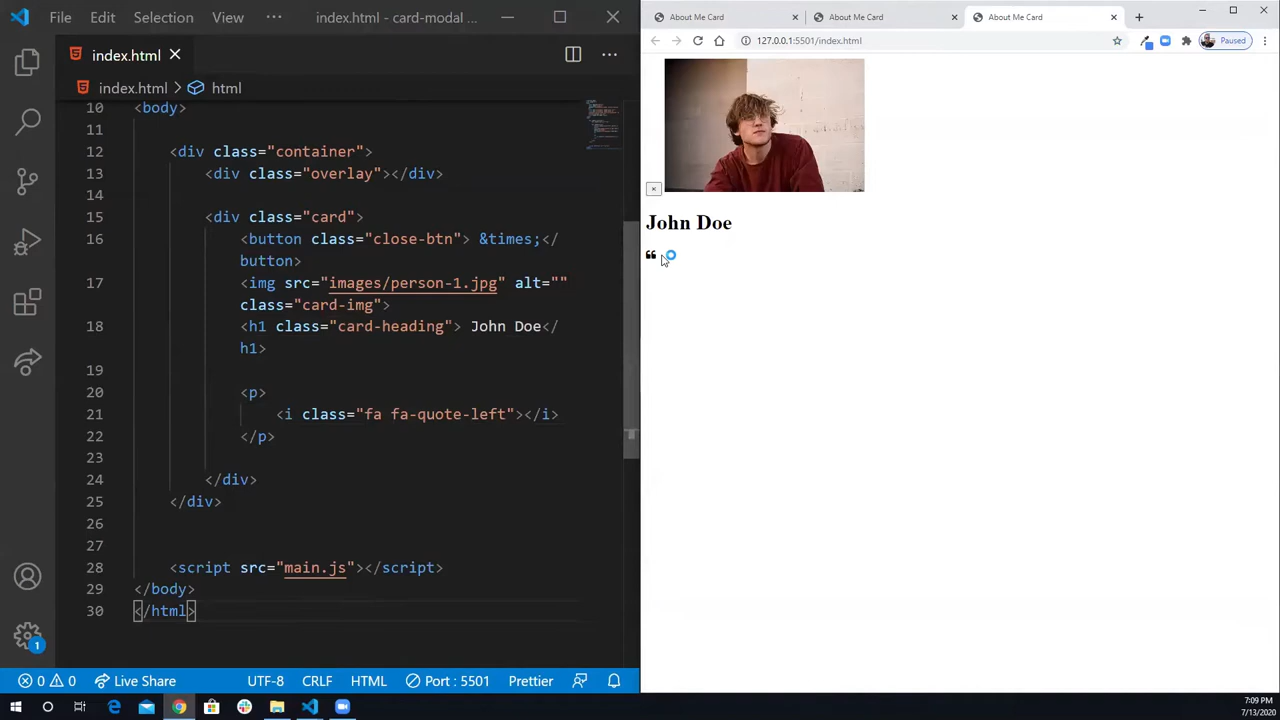 File Edit Selection View ··· index.html - card-modal ...
index.html
index.html > html
10 <body>
11
12 <div class="container">
13 <div class="overlay"></div>
14
15 <div class="card">
16 <button class="close-btn"> &times;</
button>
17 <img src="images/person-1.jpg" alt=""
class="card-img">
18 <h1 class="card-heading"> John Doe</
h1>
19
20 <p>
21 <i class="fa fa-quote-left"></i>
22 </p>
23
24 </div>
25 </div>
26
27
28 <script src="main.js"></script>
29 </body>
30 </html>
1
0 0 Live Share UTF-8 CRLF HTML Port : 5501 Prettier
About Me Card About Me Card About Me Card
127.0.0.1:5501/index.html Paused
×
John Doe
7:09 PM
7/13/2020